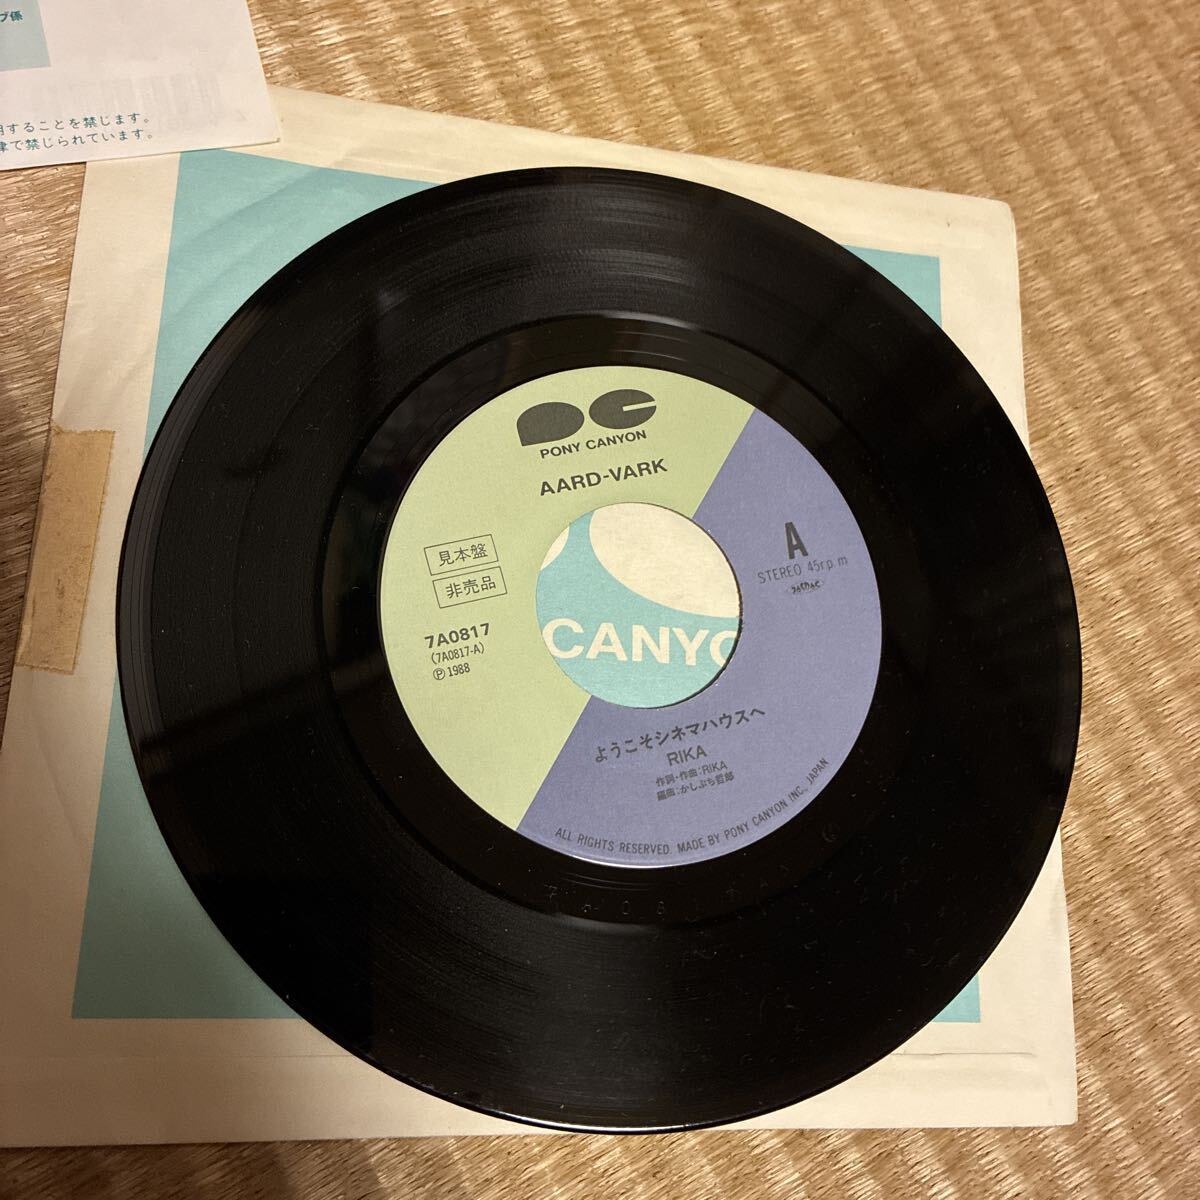 ブ係
用することを禁じます。
律で禁じられています。
PONY CANYON
AARD-VARK
見本盤
非売品
7A0817
(7A0817-A)
Ⓟ 1988
A
STEREO 45r.p.m
CANYO
ようこそシネマハウスへ
RIKA
作詞・作曲:RIKA
編曲:かしぶち哲郎
ALL RIGHTS RESERVED. MADE BY PONY CANYON INC., JAPAN